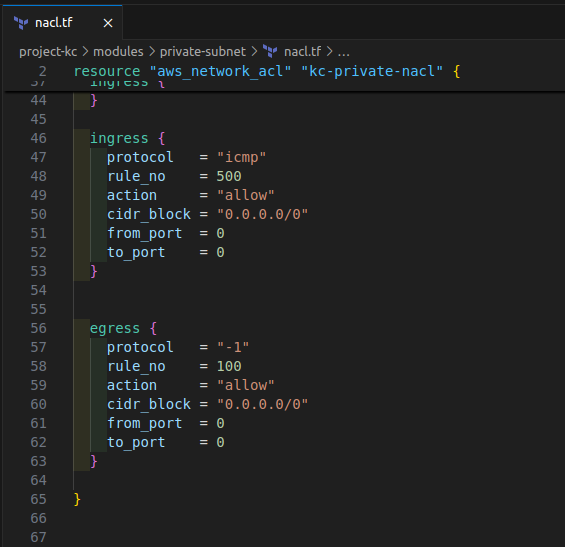 nacl.tf ×
project-kc > modules > private-subnet > nacl.tf > ...
2 resource "aws_network_acl" "kc-private-nacl" {
37 ingress {
44 }
45
46 ingress {
47 protocol = "icmp"
48 rule_no = 500
49 action = "allow"
50 cidr_block = "0.0.0.0/0"
51 from_port = 0
52 to_port = 0
53 }
54
55
56 egress {
57 protocol = "-1"
58 rule_no = 100
59 action = "allow"
60 cidr_block = "0.0.0.0/0"
61 from_port = 0
62 to_port = 0
63 }
64
65 }
66
67